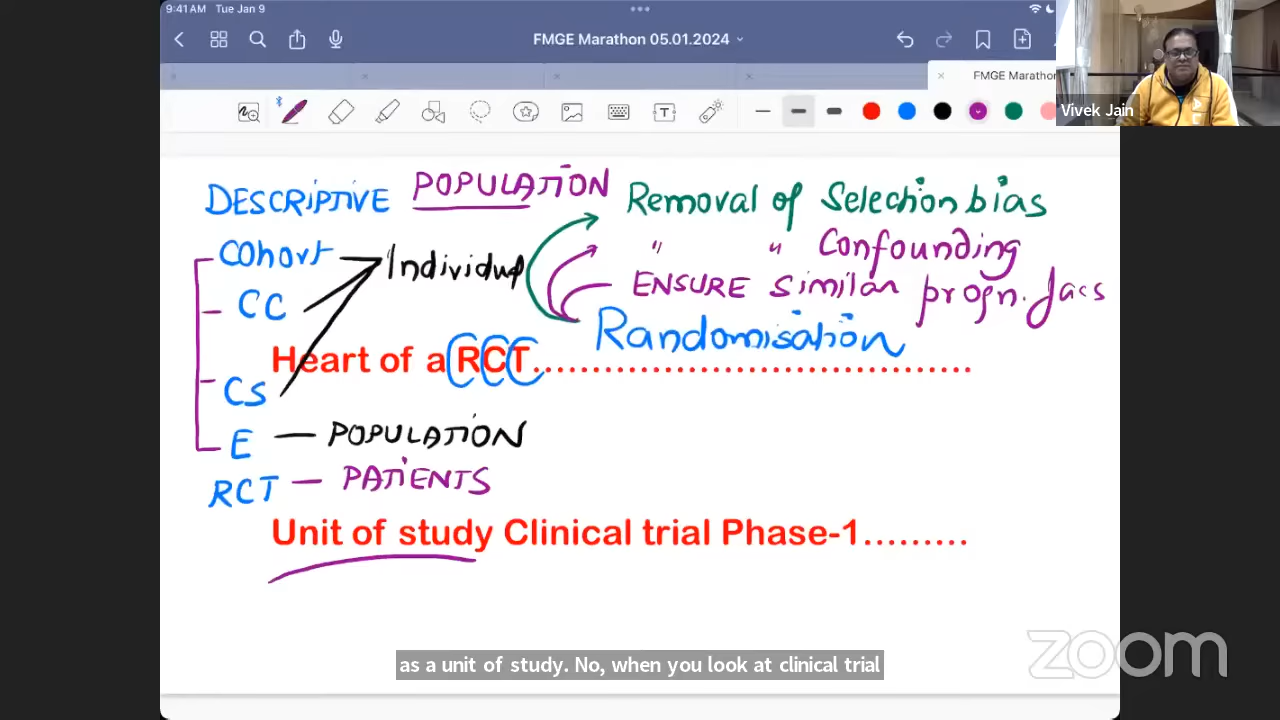 9:41 AM Tue Jan 9
FMGE Marathon 05.01.2024
FMGE Marathon
Vivek Jain
DESCRIPTIVE POPULATION
Removal of Selection bias
" " Confounding
ENSURE similar progn. facs
Cohort
Individual
CC
Randomisation
Heart of a RCT....................................
CS
E — POPULATION
RCT — PATIENTS
Unit of study Clinical trial Phase-1.........
as a unit of study. No, when you look at clinical trial
zoom